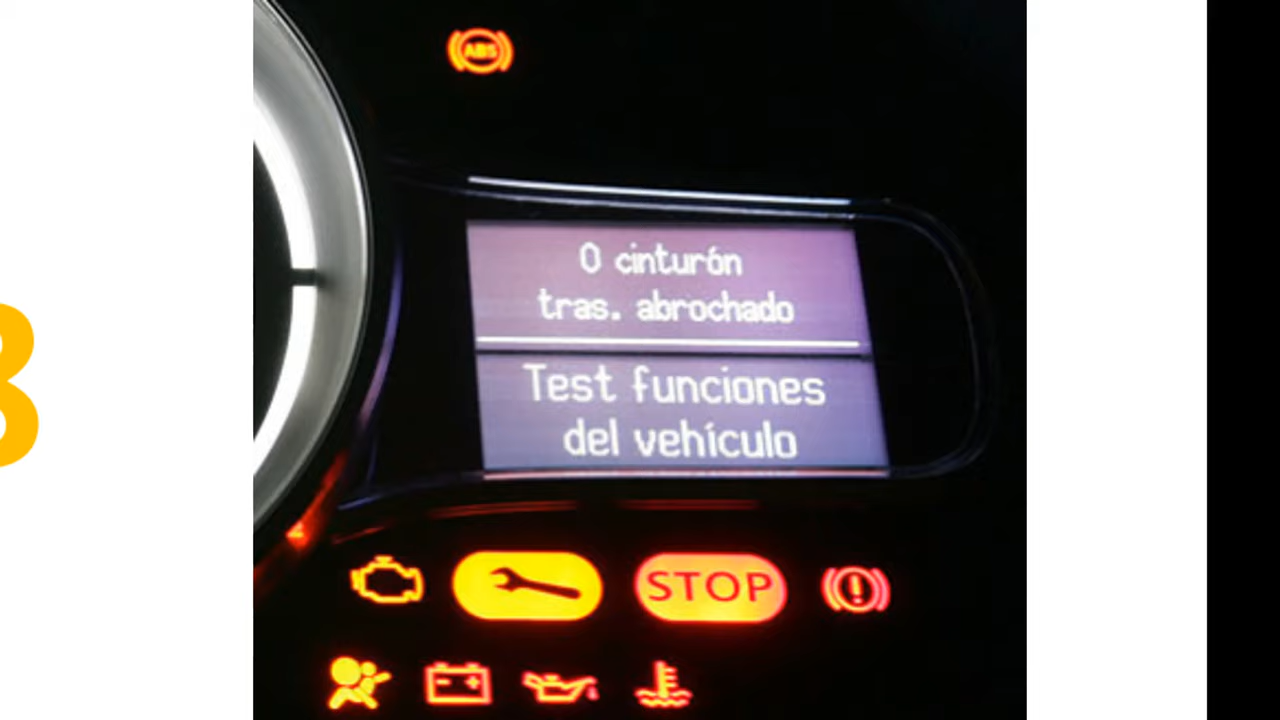 ABS
0 cinturón
tras. abrochado
Test funciones
del vehículo
STOP